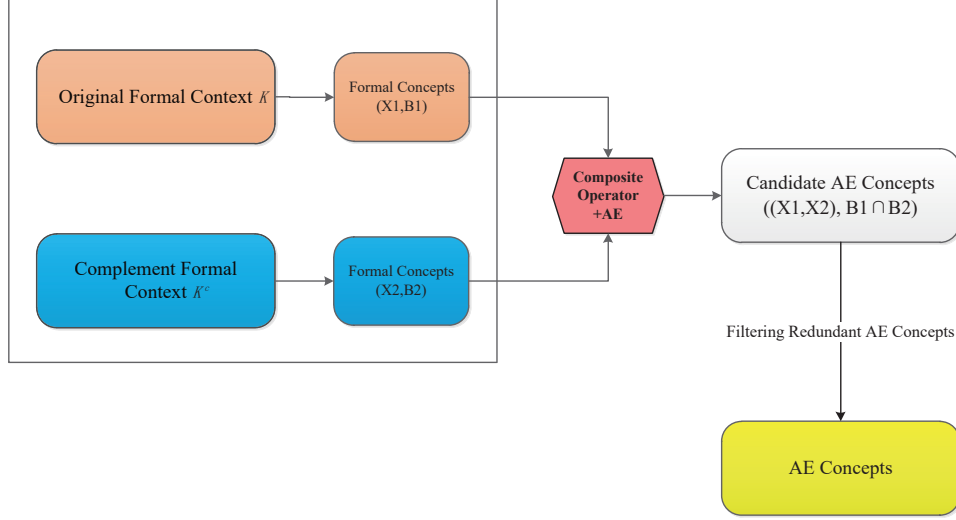 Original Formal Context K
Formal Concepts
(X1,B1)
Composite
Operator
+AE
Candidate AE Concepts
((X1,X2), B1∩B2)
Complement Formal
Context Kᶜ
Formal Concepts
(X2,B2)
Filtering Redundant AE Concepts
AE Concepts